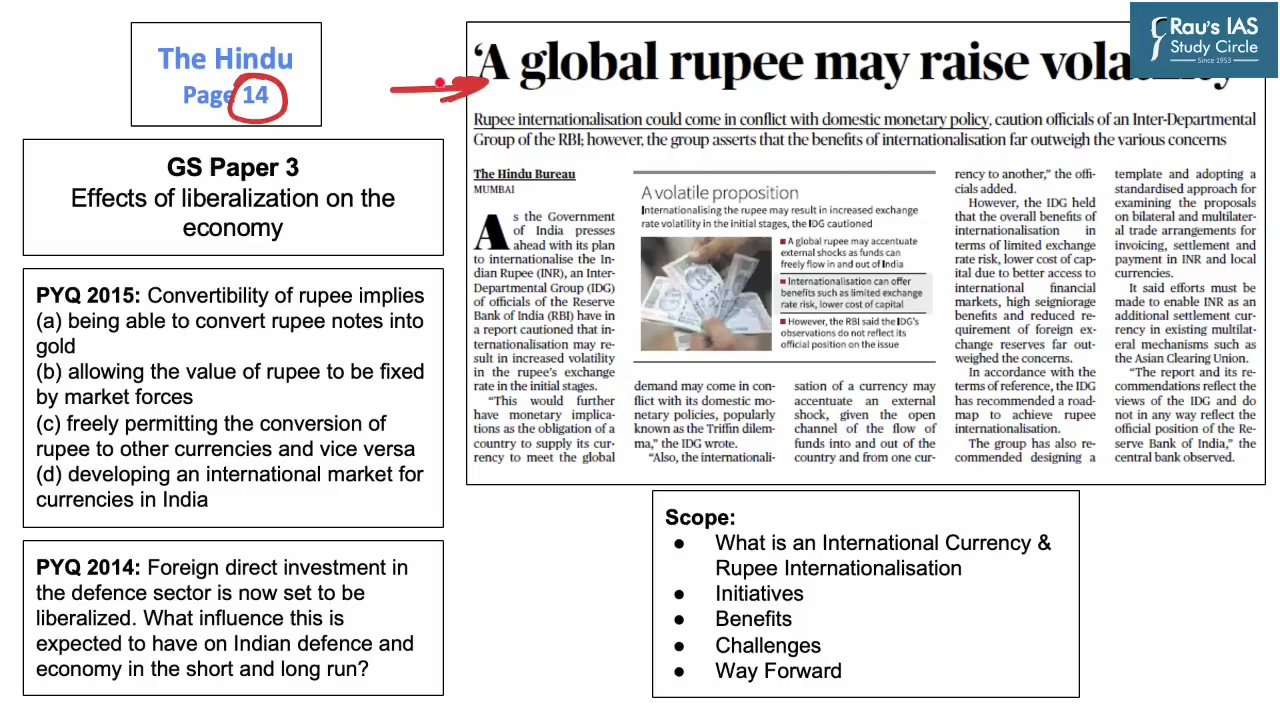 The Hindu
Page 14
GS Paper 3
Effects of liberalization on the
economy
PYQ 2015: Convertibility of rupee implies
(a) being able to convert rupee notes into
gold
(b) allowing the value of rupee to be fixed
by market forces
(c) freely permitting the conversion of
rupee to other currencies and vice versa
(d) developing an international market for
currencies in India
PYQ 2014: Foreign direct investment in
the defence sector is now set to be
liberalized. What influence this is
expected to have on Indian defence and
economy in the short and long run?
Rau's IAS
Study Circle
Since 1953
'A global rupee may raise
Rupee internationalisation could come in conflict with domestic monetary policy, caution officials of an Inter-Departmental
Group of the RBI; however, the group asserts that the benefits of internationalisation far outweigh the various concerns
The Hindu Bureau
MUMBAI
As the Government
of India presses
ahead with its plan
to internationalise the In-
dian Rupee (INR), an Inter-
Departmental Group (IDG)
of officials of the Reserve
Bank of India (RBI) have in
a report cautioned that in-
ternationalisation may re-
sult in increased volatility
in the rupee's exchange
rate in the initial stages.
"This would further
have monetary implica-
tions as the obligation of a
country to supply its cur-
rency to meet the global
A volatile proposition
Internationalising the rupee may result in increased exchange
rate volatility in the initial stages, the IDG cautioned
A global rupee may accentuate
external shocks as funds can
freely flow in and out of India
Internationalisation can offer
benefits such as limited exchange
rate risk, lower cost of capital
However, the RBI said the IDG's
observations do not reflect its
official position on the issue
demand may come in con-
flict with its domestic mo-
netary policies, popularly
known as the Triffin dilem-
ma," the IDG wrote.
"Also, the internationali-
sation of a currency may
accentuate an external
shock, given the open
channel of the flow of
funds into and out of the
country and from one cur-
rency to another," the offi-
cials added.
However, the IDG held
that the overall benefits of
internationalisation in
terms of limited exchange
rate risk, lower cost of cap-
ital due to better access to
international financial
markets, high seigniorage
benefits and reduced re-
quirement of foreign ex-
change reserves far out-
weighed the concerns.
In accordance with the
terms of reference, the IDG
has recommended a road-
map to achieve rupee
internationalisation.
The group has also re-
commended designing a
template and adopting a
standardised approach for
examining the proposals
on bilateral and multilater-
al trade arrangements for
invoicing, settlement and
payment in INR and local
currencies.
It said efforts must be
made to enable INR as an
additional settlement cur-
rency in existing multilat-
eral mechanisms such as
the Asian Clearing Union.
"The report and its re-
commendations reflect the
views of the IDG and do
not in any way reflect the
official position of the Re-
serve Bank of India," the
central bank observed.
Scope:
● What is an International Currency &
Rupee Internationalisation
● Initiatives
● Benefits
● Challenges
● Way Forward